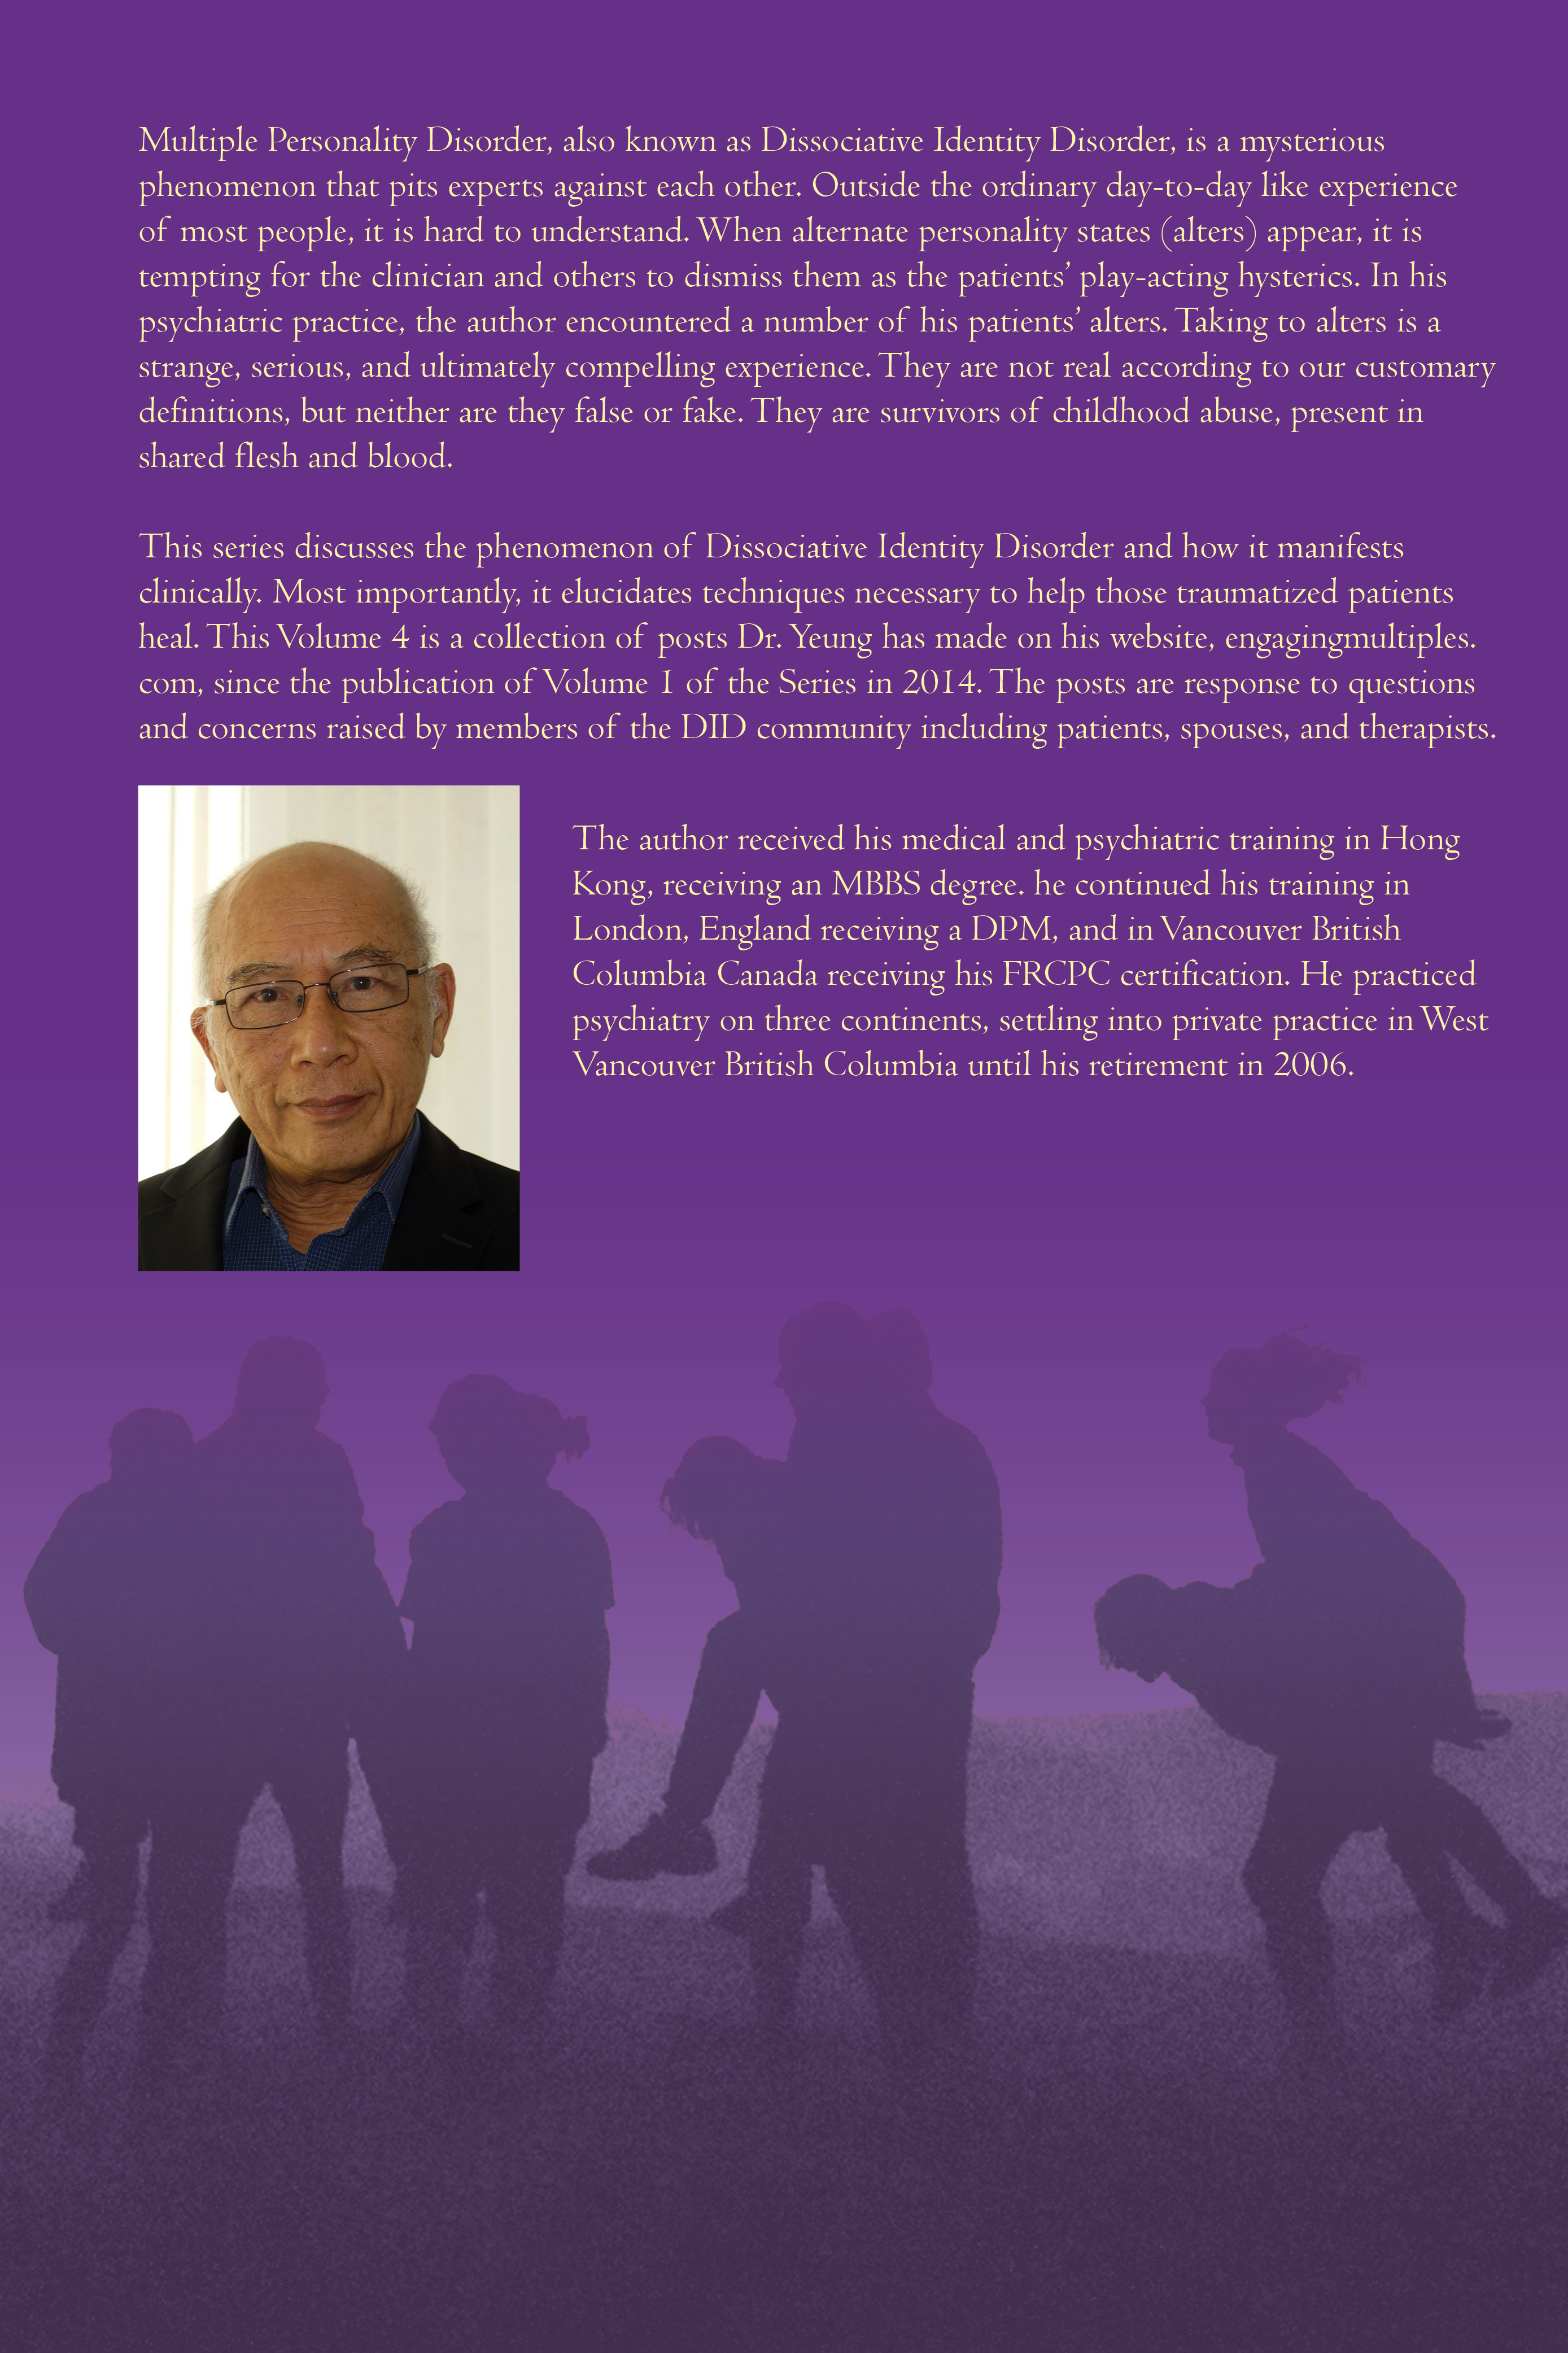 Multiple Personality Disorder, also known as Dissociative Identity Disorder, is a mysterious
phenomenon that pits experts against each other. Outside the ordinary day-to-day like experience
of most people, it is hard to understand. When alternate personality states (alters) appear, it is
tempting for the clinician and others to dismiss them as the patients’ play-acting hysterics. In his
psychiatric practice, the author encountered a number of his patients’ alters. Taking to alters is a
strange, serious, and ultimately compelling experience. They are not real according to our customary
definitions, but neither are they false or fake. They are survivors of childhood abuse, present in
shared flesh and blood.
This series discusses the phenomenon of Dissociative Identity Disorder and how it manifests
clinically. Most importantly, it elucidates techniques necessary to help those traumatized patients
heal. This Volume 4 is a collection of posts Dr. Yeung has made on his website, engagingmultiples.
com, since the publication of Volume 1 of the Series in 2014. The posts are response to questions
and concerns raised by members of the DID community including patients, spouses, and therapists.
The author received his medical and psychiatric training in Hong
Kong, receiving an MBBS degree. he continued his training in
London, England receiving a DPM, and in Vancouver British
Columbia Canada receiving his FRCPC certification. He practiced
psychiatry on three continents, settling into private practice in West
Vancouver British Columbia until his retirement in 2006.